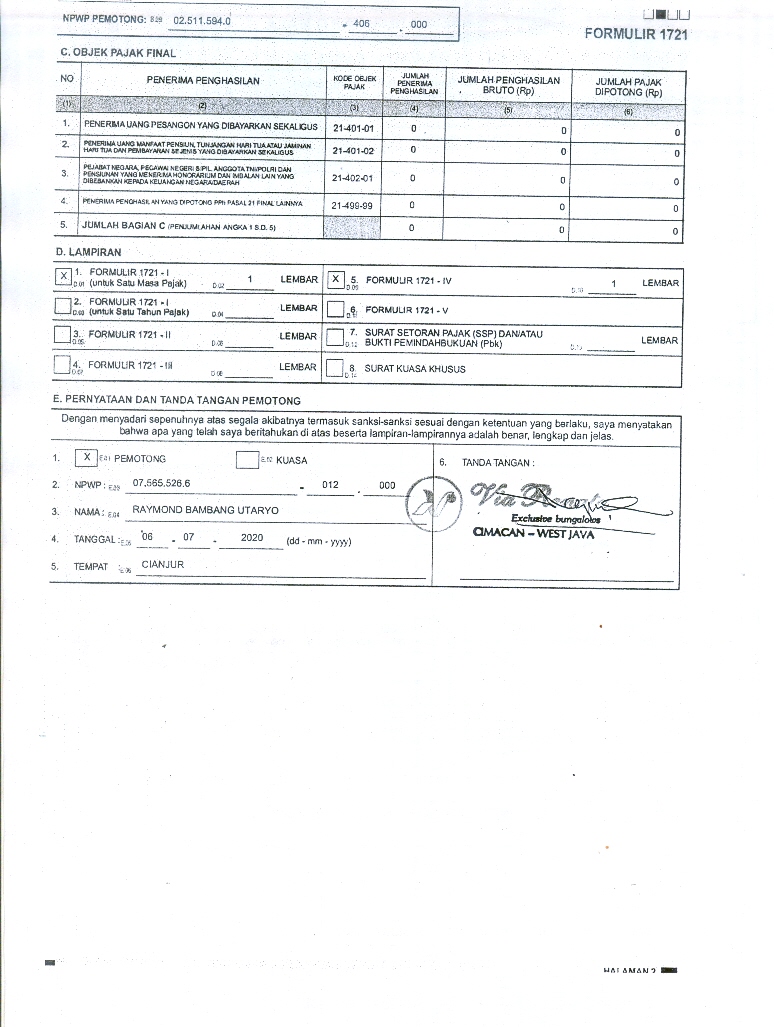 NPWP PEMOTONG: 02.511.594.0 - 406 . 000
FORMULIR 1721
C. OBJEK PAJAK FINAL
NO
PENERIMA PENGHASILAN
KODE OBJEK
PAJAK
JUMLAH
PENERIMA
PENGHASILAN
JUMLAH PENGHASILAN
BRUTO (Rp)
JUMLAH PAJAK
DIPOTONG (Rp)
(1) (2) (3) (4) (5) (6)
1. PENERIMA UANG PESANGON YANG DIBAYARKAN SEKALIGUS 21-401-01 0 0 0
2. PENERIMA UANG MANFAAT PENSIUN, TUNJANGAN HARI TUA ATAU JAMINAN
HARI TUA DAN PEMBAYARAN SEJENIS YANG DIBAYARKAN SEKALIGUS 21-401-02 0 0 0
3. PEJABAT NEGARA, PEGAWAI NEGERI SIPIL, ANGGOTA TNI/POLRI DAN
PENSIUNAN YANG MENERIMA HONORARIUM DAN IMBALAN LAIN YANG
DIBEBANKAN KEPADA KEUANGAN NEGARA/DAERAH 21-402-01 0 0 0
4. PENERIMA PENGHASILAN YANG DIPOTONG PPh PASAL 21 FINAL LAINNYA 21-499-99 0 0 0
5. JUMLAH BAGIAN C (PENJUMLAHAN ANGKA 1 S.D. 5) 0 0 0
D. LAMPIRAN
X 1. FORMULIR 1721 - I
D.01 (untuk Satu Masa Pajak) D.02 1 LEMBAR
X 5. FORMULIR 1721 - IV 1 LEMBAR
2. FORMULIR 1721 - I
D.03 (untuk Satu Tahun Pajak) D.04 LEMBAR
6. FORMULIR 1721 - V
3. FORMULIR 1721 - II
D.05 D.06 LEMBAR
7. SURAT SETORAN PAJAK (SSP) DAN/ATAU
D.12 BUKTI PEMINDAHBUKUAN (Pbk) LEMBAR
4. FORMULIR 1721 - III
D.07 D.08 LEMBAR
8. SURAT KUASA KHUSUS
D.14
E. PERNYATAAN DAN TANDA TANGAN PEMOTONG
Dengan menyadari sepenuhnya atas segala akibatnya termasuk sanksi-sanksi sesuai dengan ketentuan yang berlaku, saya menyatakan
bahwa apa yang telah saya beritahukan di atas beserta lampiran-lampirannya adalah benar, lengkap dan jelas.
1. X E.01 PEMOTONG E.02 KUASA
2. NPWP : E.03 07.565.526.6 - 012 . 000
3. NAMA : E.04 RAYMOND BAMBANG UTARYO
4. TANGGAL : E.05 06 - 07 - 2020 (dd - mm - yyyy)
5. TEMPAT E.06 CIANJUR
6. TANDA TANGAN :
Via
Exclusive bungalows
CIMACAN - WEST JAVA
HALAMAN 2